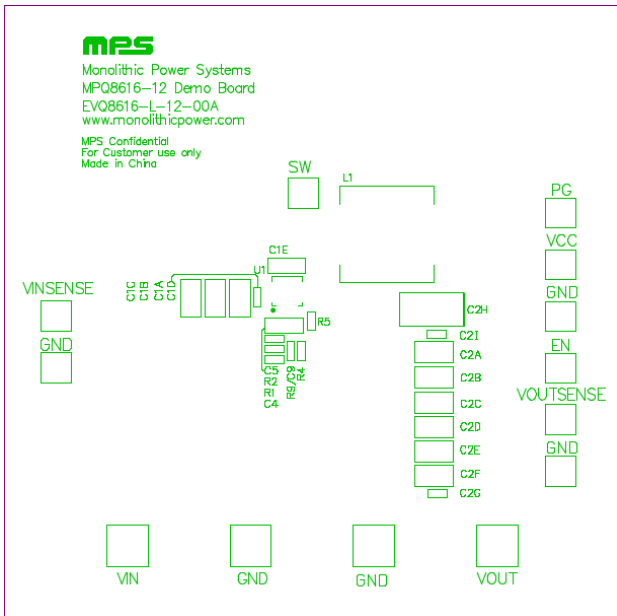 MPS
Monolithic Power Systems
MPQ8616-12 Demo Board
EVQ8616-L-12-00A
www.monolithicpower.com
MPS Confidential
For Customer use only
Made in China
SW
L1
PG
VCC
GND
EN
VOUTSENSE
GND
C1E
U1
C1C
C1B
C1A
C1D
VINSENSE
GND
R5
C5
R2
R1
C4
R9/C9
R4
C2H
C2I
C2A
C2B
C2C
C2D
C2E
C2F
C2G
VIN
GND
GND
VOUT